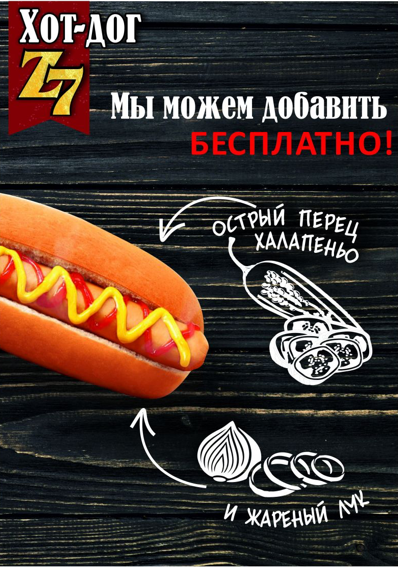 Хот-дог
Z7
Мы можем добавить
БЕСПЛАТНО!
ОСТРЫЙ ПЕРЕЦ
ХАЛАПЕНЬО
И ЖАРЕНЫЙ ЛУК